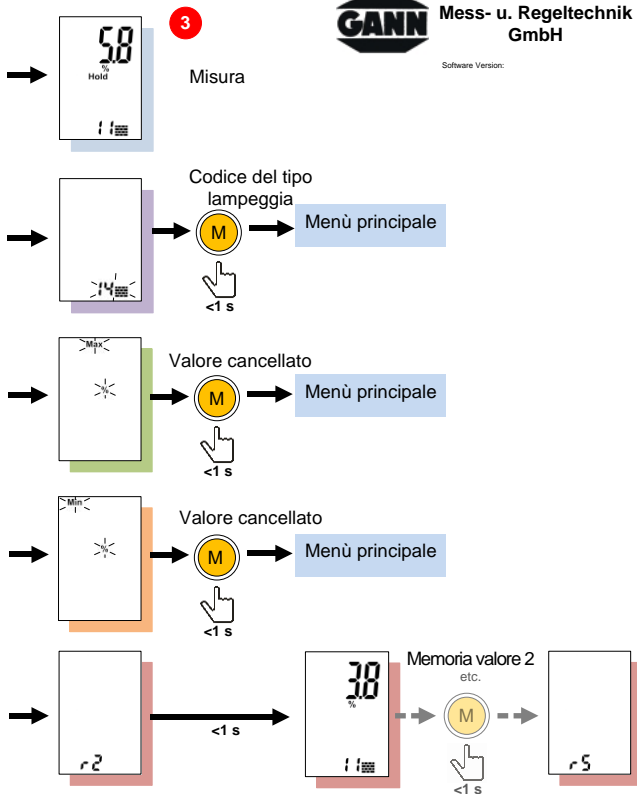 3
GANN
Mess- u. Regeltechnik
GmbH
Software Version:
5.8
%
Hold
11
Misura
Codice del tipo
lampeggia
14
M
Menù principale
<1 s
Max
%
Valore cancellato
M
Menù principale
<1 s
Min
%
Valore cancellato
M
Menù principale
<1 s
r2
<1 s
3.8
%
11
Memoria valore 2
etc.
M
<1 s
r5